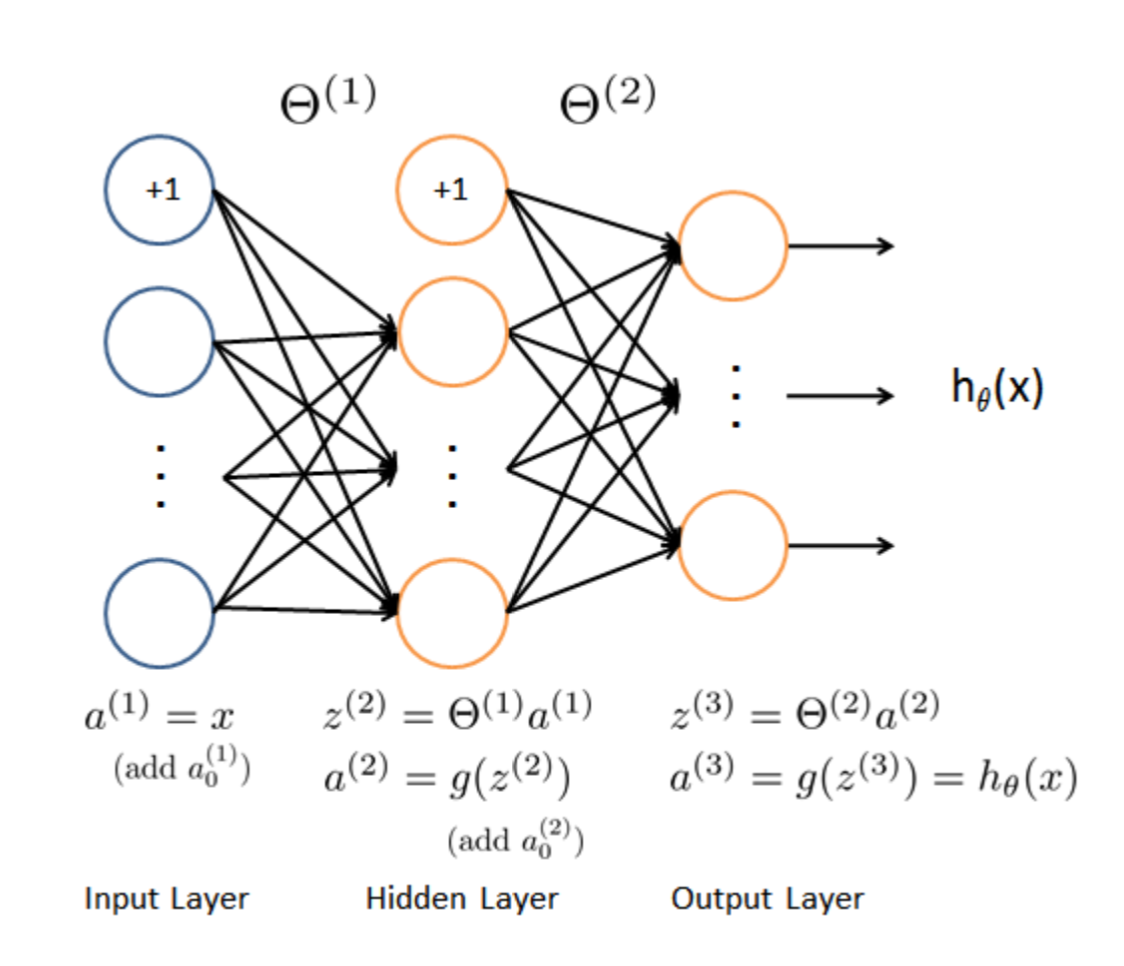 Θ^(1) Θ^(2)
+1 +1
h_θ(x)
a^(1) = x z^(2) = Θ^(1)a^(1) z^(3) = Θ^(2)a^(2)
(add a_0^(1)) a^(2) = g(z^(2)) a^(3) = g(z^(3)) = h_θ(x)
(add a_0^(2))
Input Layer Hidden Layer Output Layer